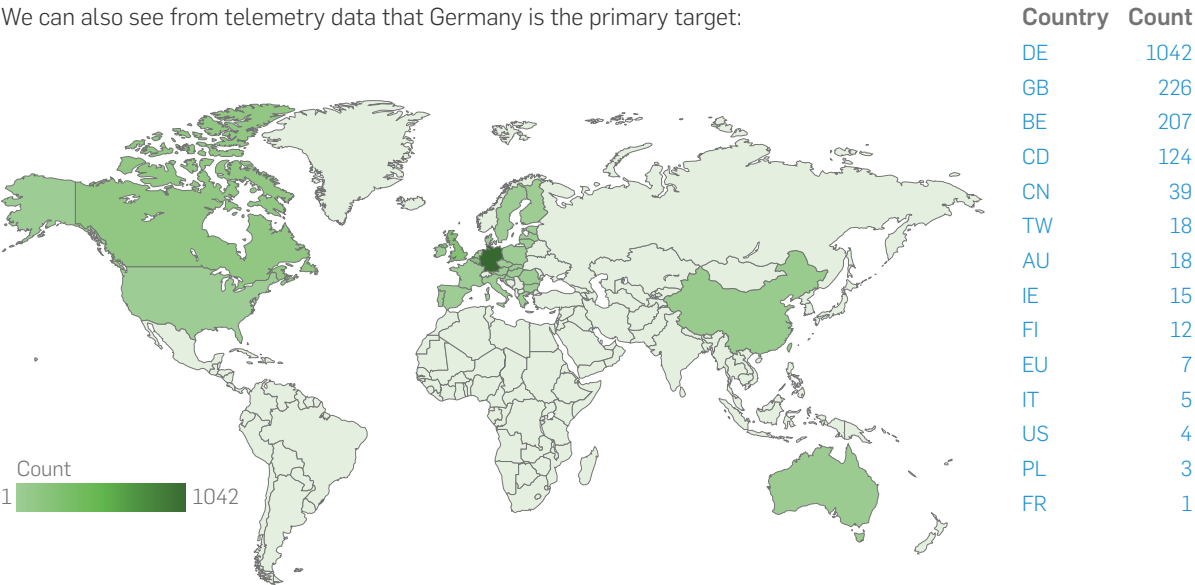 We can also see from telemetry data that Germany is the primary target:
Country Count
DE 1042
GB 226
BE 207
CD 124
CN 39
TW 18
AU 18
IE 15
FI 12
EU 7
IT 5
US 4
PL 3
FR 1
Count
1 1042